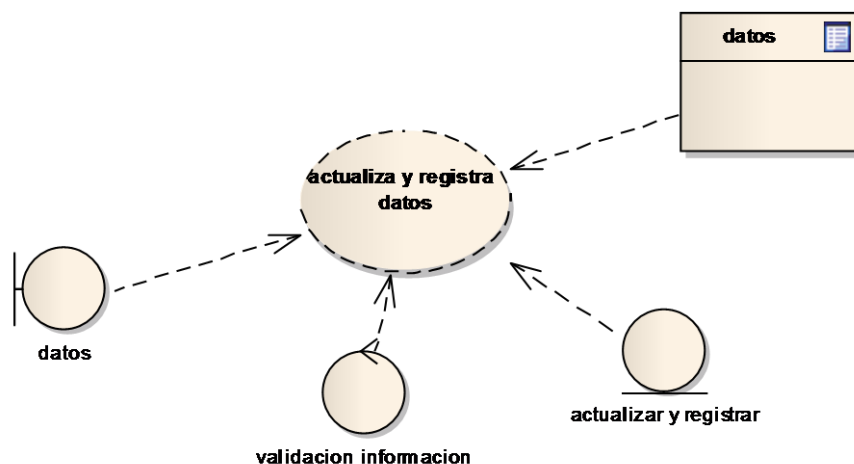 datos
actualiza y registra
datos
datos
validacion informacion
actualizar y registrar